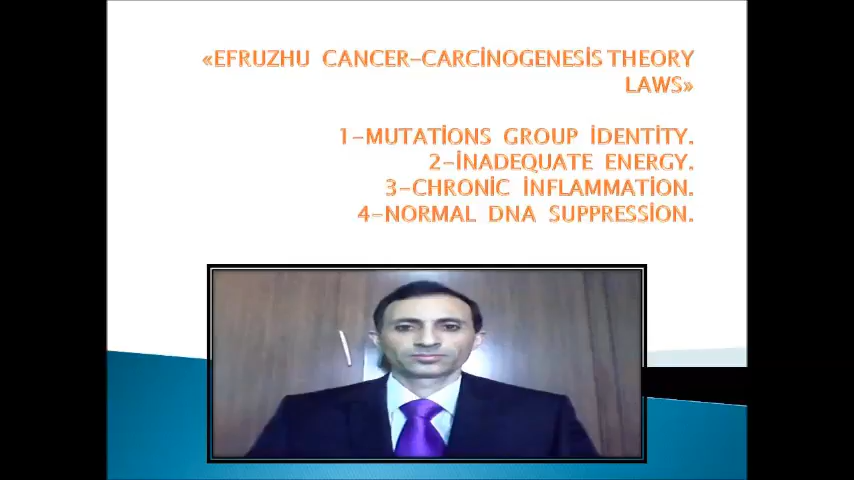 «EFRUZHU CANCER-CARCİNOGENESİS THEORY
LAWS»
1-MUTATİONS GROUP İDENTİTY.
2-İNADEQUATE ENERGY.
3-CHRONİC İNFLAMMATİON.
4-NORMAL DNA SUPPRESSİON.